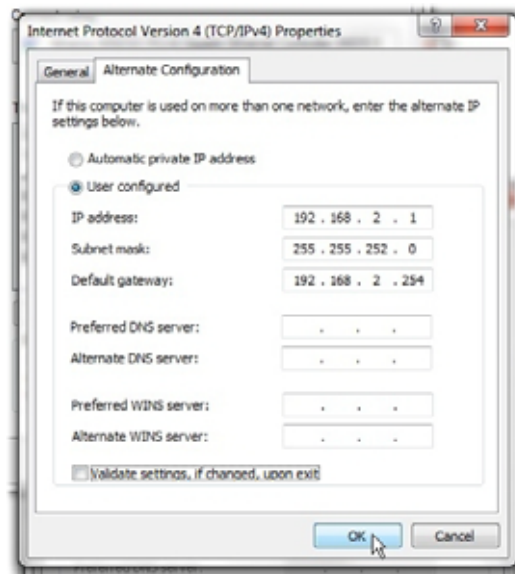 Internet Protocol Version 4 (TCP/IPv4) Properties
General Alternate Configuration
If this computer is used on more than one network, enter the alternate IP
settings below.
Automatic private IP address
User configured
IP address: 192 . 168 . 2 . 1
Subnet mask: 255 . 255 . 252 . 0
Default gateway: 192 . 168 . 2 . 254
Preferred DNS server: . . .
Alternate DNS server: . . .
Preferred WINS server: . . .
Alternate WINS server: . . .
Validate settings, if changed, upon exit
OK Cancel
Preferred DNS server: